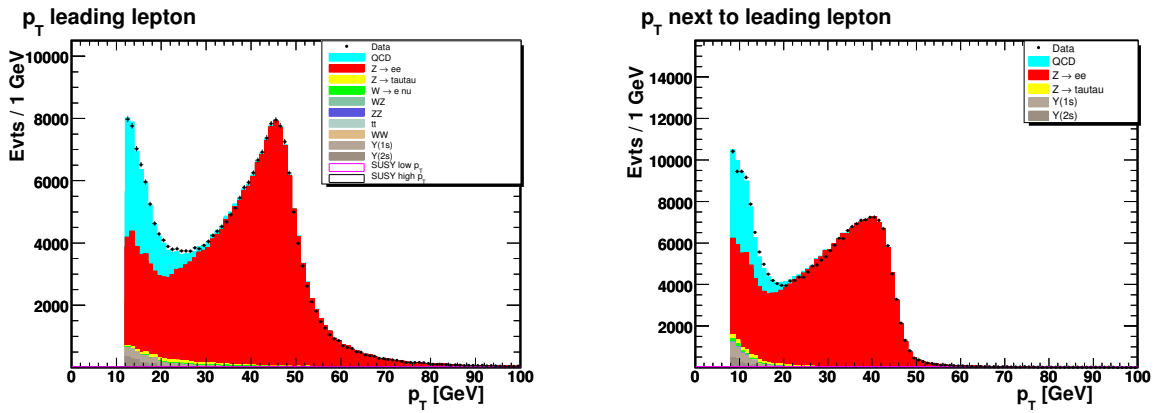 p_T leading lepton
Evts / 1 GeV
10000
8000
6000
4000
2000
Data
QCD
Z → ee
Z → tautau
W → e nu
WZ
ZZ
tt
WW
Y(1s)
Y(2s)
SUSY low p_T
SUSY high p_T
0 10 20 30 40 50 60 70 80 90 100
p_T [GeV]
p_T next to leading lepton
Evts / 1 GeV
14000
12000
10000
8000
6000
4000
2000
Data
QCD
Z → ee
Z → tautau
Y(1s)
Y(2s)
0 10 20 30 40 50 60 70 80 90 100
p_T [GeV]